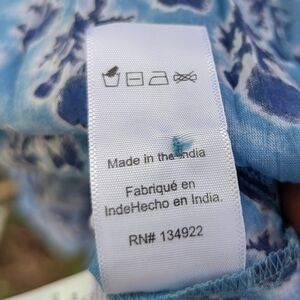 Made in the India
Fabriqué en
IndeHecho en India.
RN# 134922